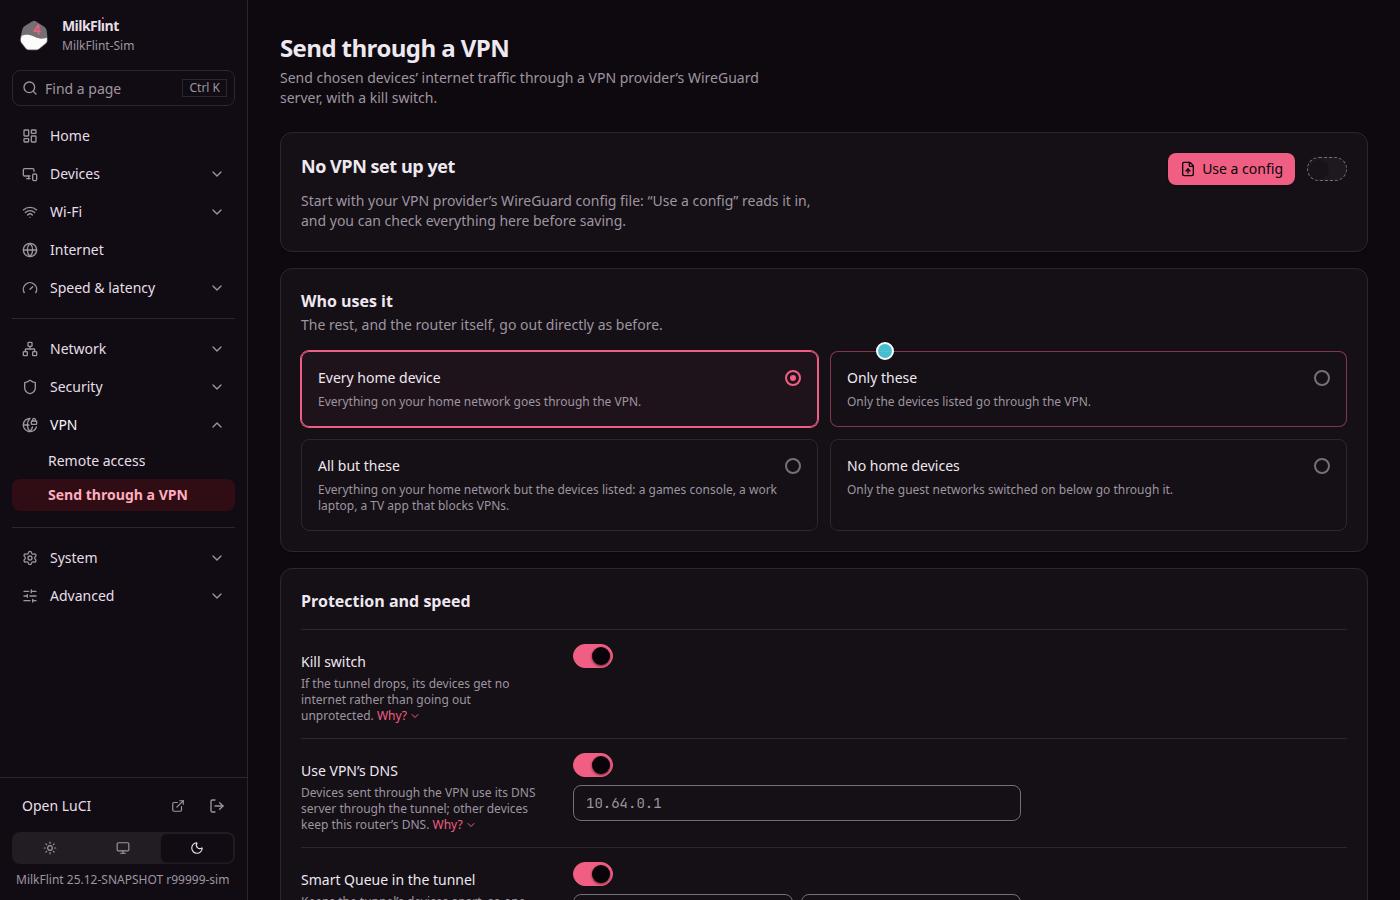 MilkFlint
MilkFlint-Sim
Find a page
Ctrl K
Home
Devices
Wi-Fi
Internet
Speed & latency
Network
Security
VPN
Remote access
Send through a VPN
System
Advanced
Open LuCI
MilkFlint 25.12-SNAPSHOT r99999-sim
Send through a VPN
Send chosen devices’ internet traffic through a VPN provider’s WireGuard
server, with a kill switch.
No VPN set up yet
Use a config
Start with your VPN provider’s WireGuard config file: “Use a config” reads it in,
and you can check everything here before saving.
Who uses it
The rest, and the router itself, go out directly as before.
Every home device
Everything on your home network goes through the VPN.
Only these
Only the devices listed go through the VPN.
All but these
Everything on your home network but the devices listed: a games console, a work
laptop, a TV app that blocks VPNs.
No home devices
Only the guest networks switched on below go through it.
Protection and speed
Kill switch
If the tunnel drops, its devices get no
internet rather than going out
unprotected. Why?
Use VPN’s DNS
Devices sent through the VPN use its DNS
server through the tunnel; other devices
keep this router’s DNS. Why?
10.64.0.1
Smart Queue in the tunnel